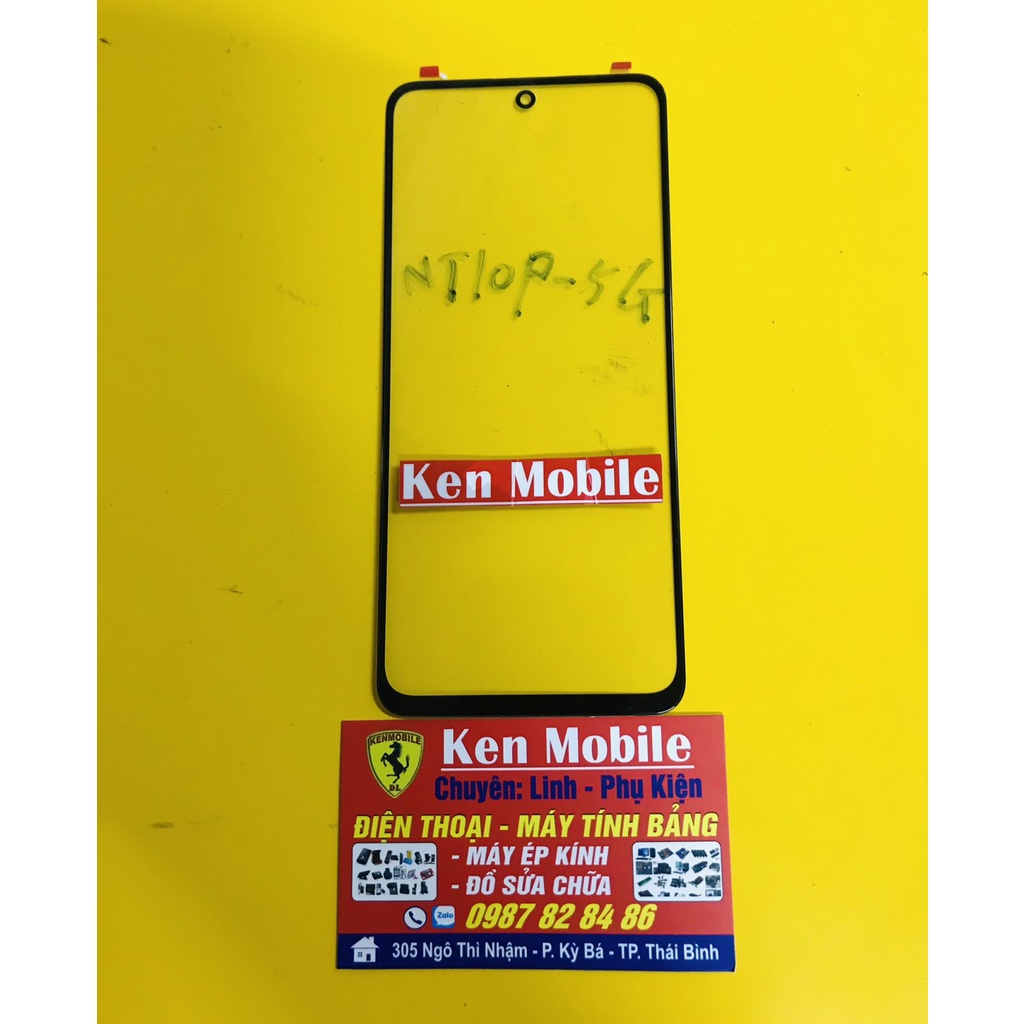 NT10P-5G
Ken Mobile
KENMOBILE
ĐL
Ken Mobile
Chuyên: Linh - Phụ Kiện
ĐIỆN THOẠI - MÁY TÍNH BẢNG
- MÁY ÉP KÍNH
- ĐỒ SỬA CHỮA
Zalo 0987 82 84 86
305 Ngô Thì Nhậm - P. Kỳ Bá - TP. Thái Bình